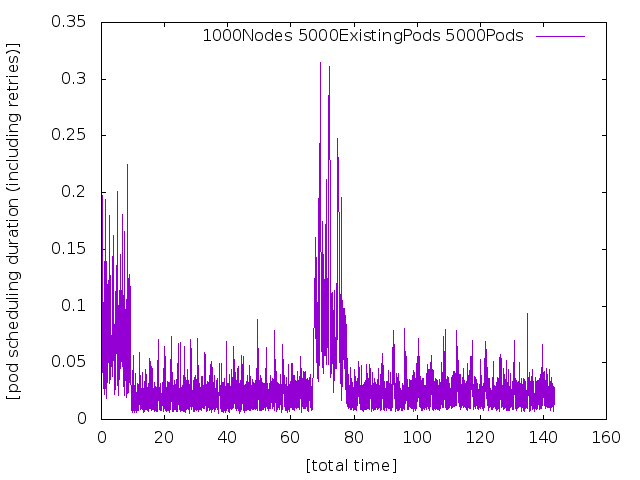 1000Nodes 5000ExistingPods 5000Pods
[pod scheduling duration (including retries)]
0.35
0.3
0.25
0.2
0.15
0.1
0.05
0
0 20 40 60 80 100 120 140 160
[total time]